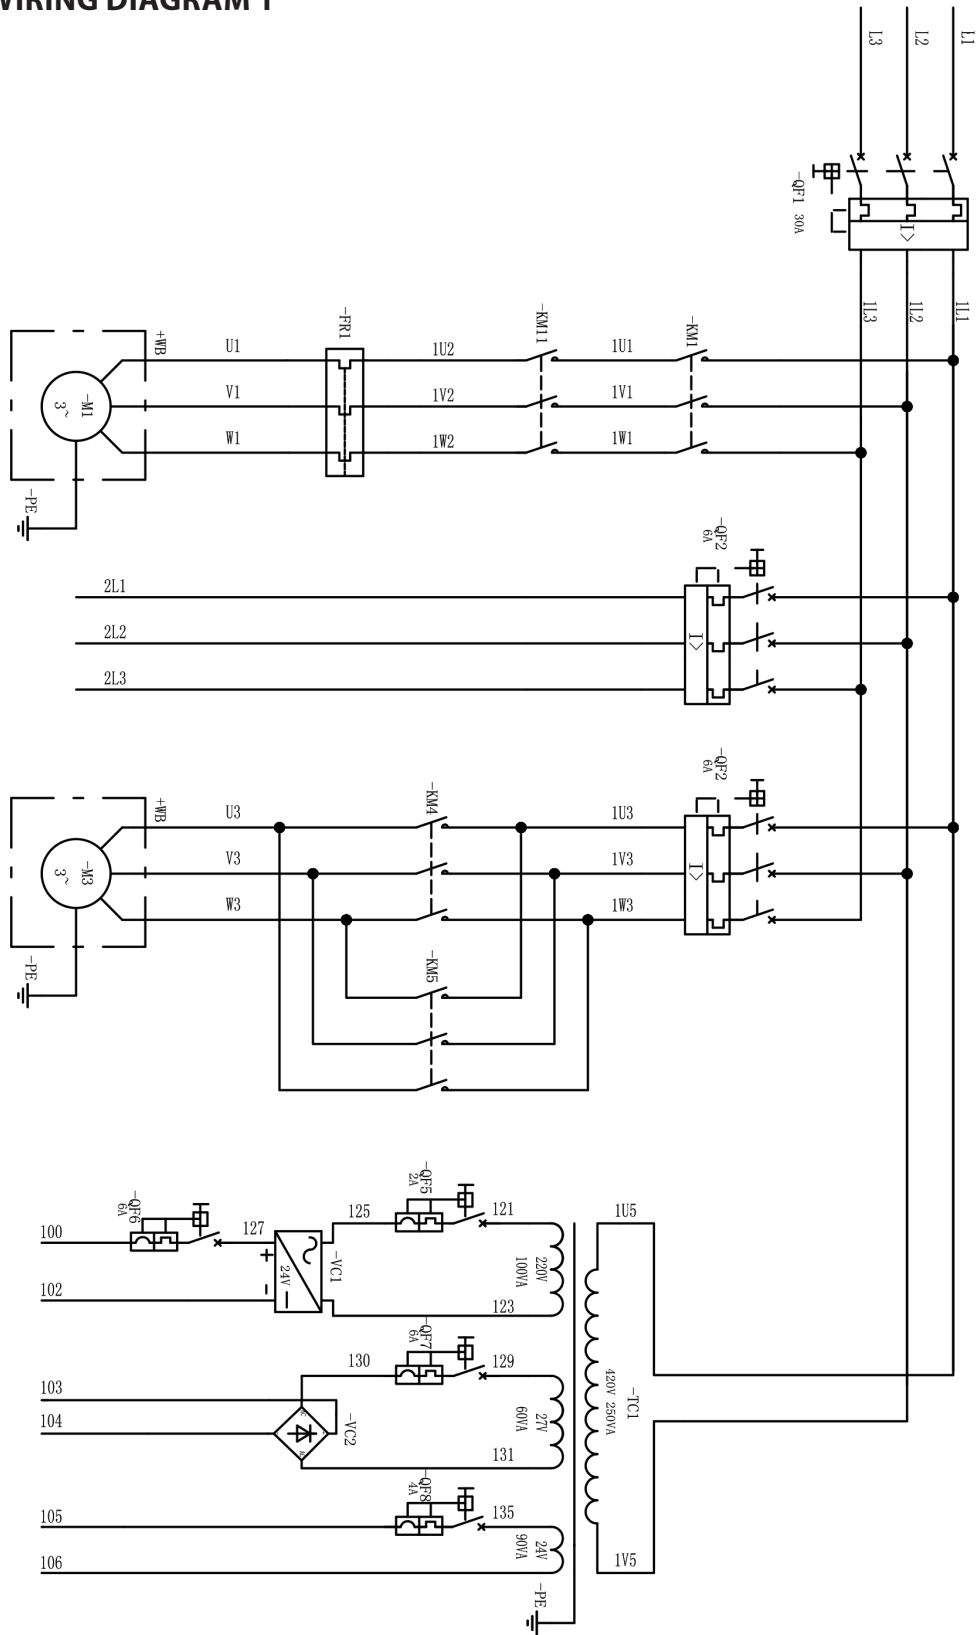 WIRING DIAGRAM 1
L3
L2
L1
-QF1 30A
I>
1L3
1L2
1L1
+WB
U1
-FR1
1U2
-KM11
1U1
-KM1
-M1
3~
V1
1V2
1V1
W1
1W2
1W1
-PE
-QF2
6A
2L1
2L2
I>
2L3
-QF2
6A
+WB
U3
-KM4
1U3
-M3
3~
V3
1V3
I>
W3
1W3
-PE
-KM5
-QF5
2A
-QF6
6A
125
121
1U5
100
127
-VC1
24V
+
-
220V
100VA
102
123
-QF7
6A
130
129
-TC1
420V 250VA
103
104
-VC2
27V
60VA
131
-QF8
4A
105
135
24V
90VA
106
1V5
-PE